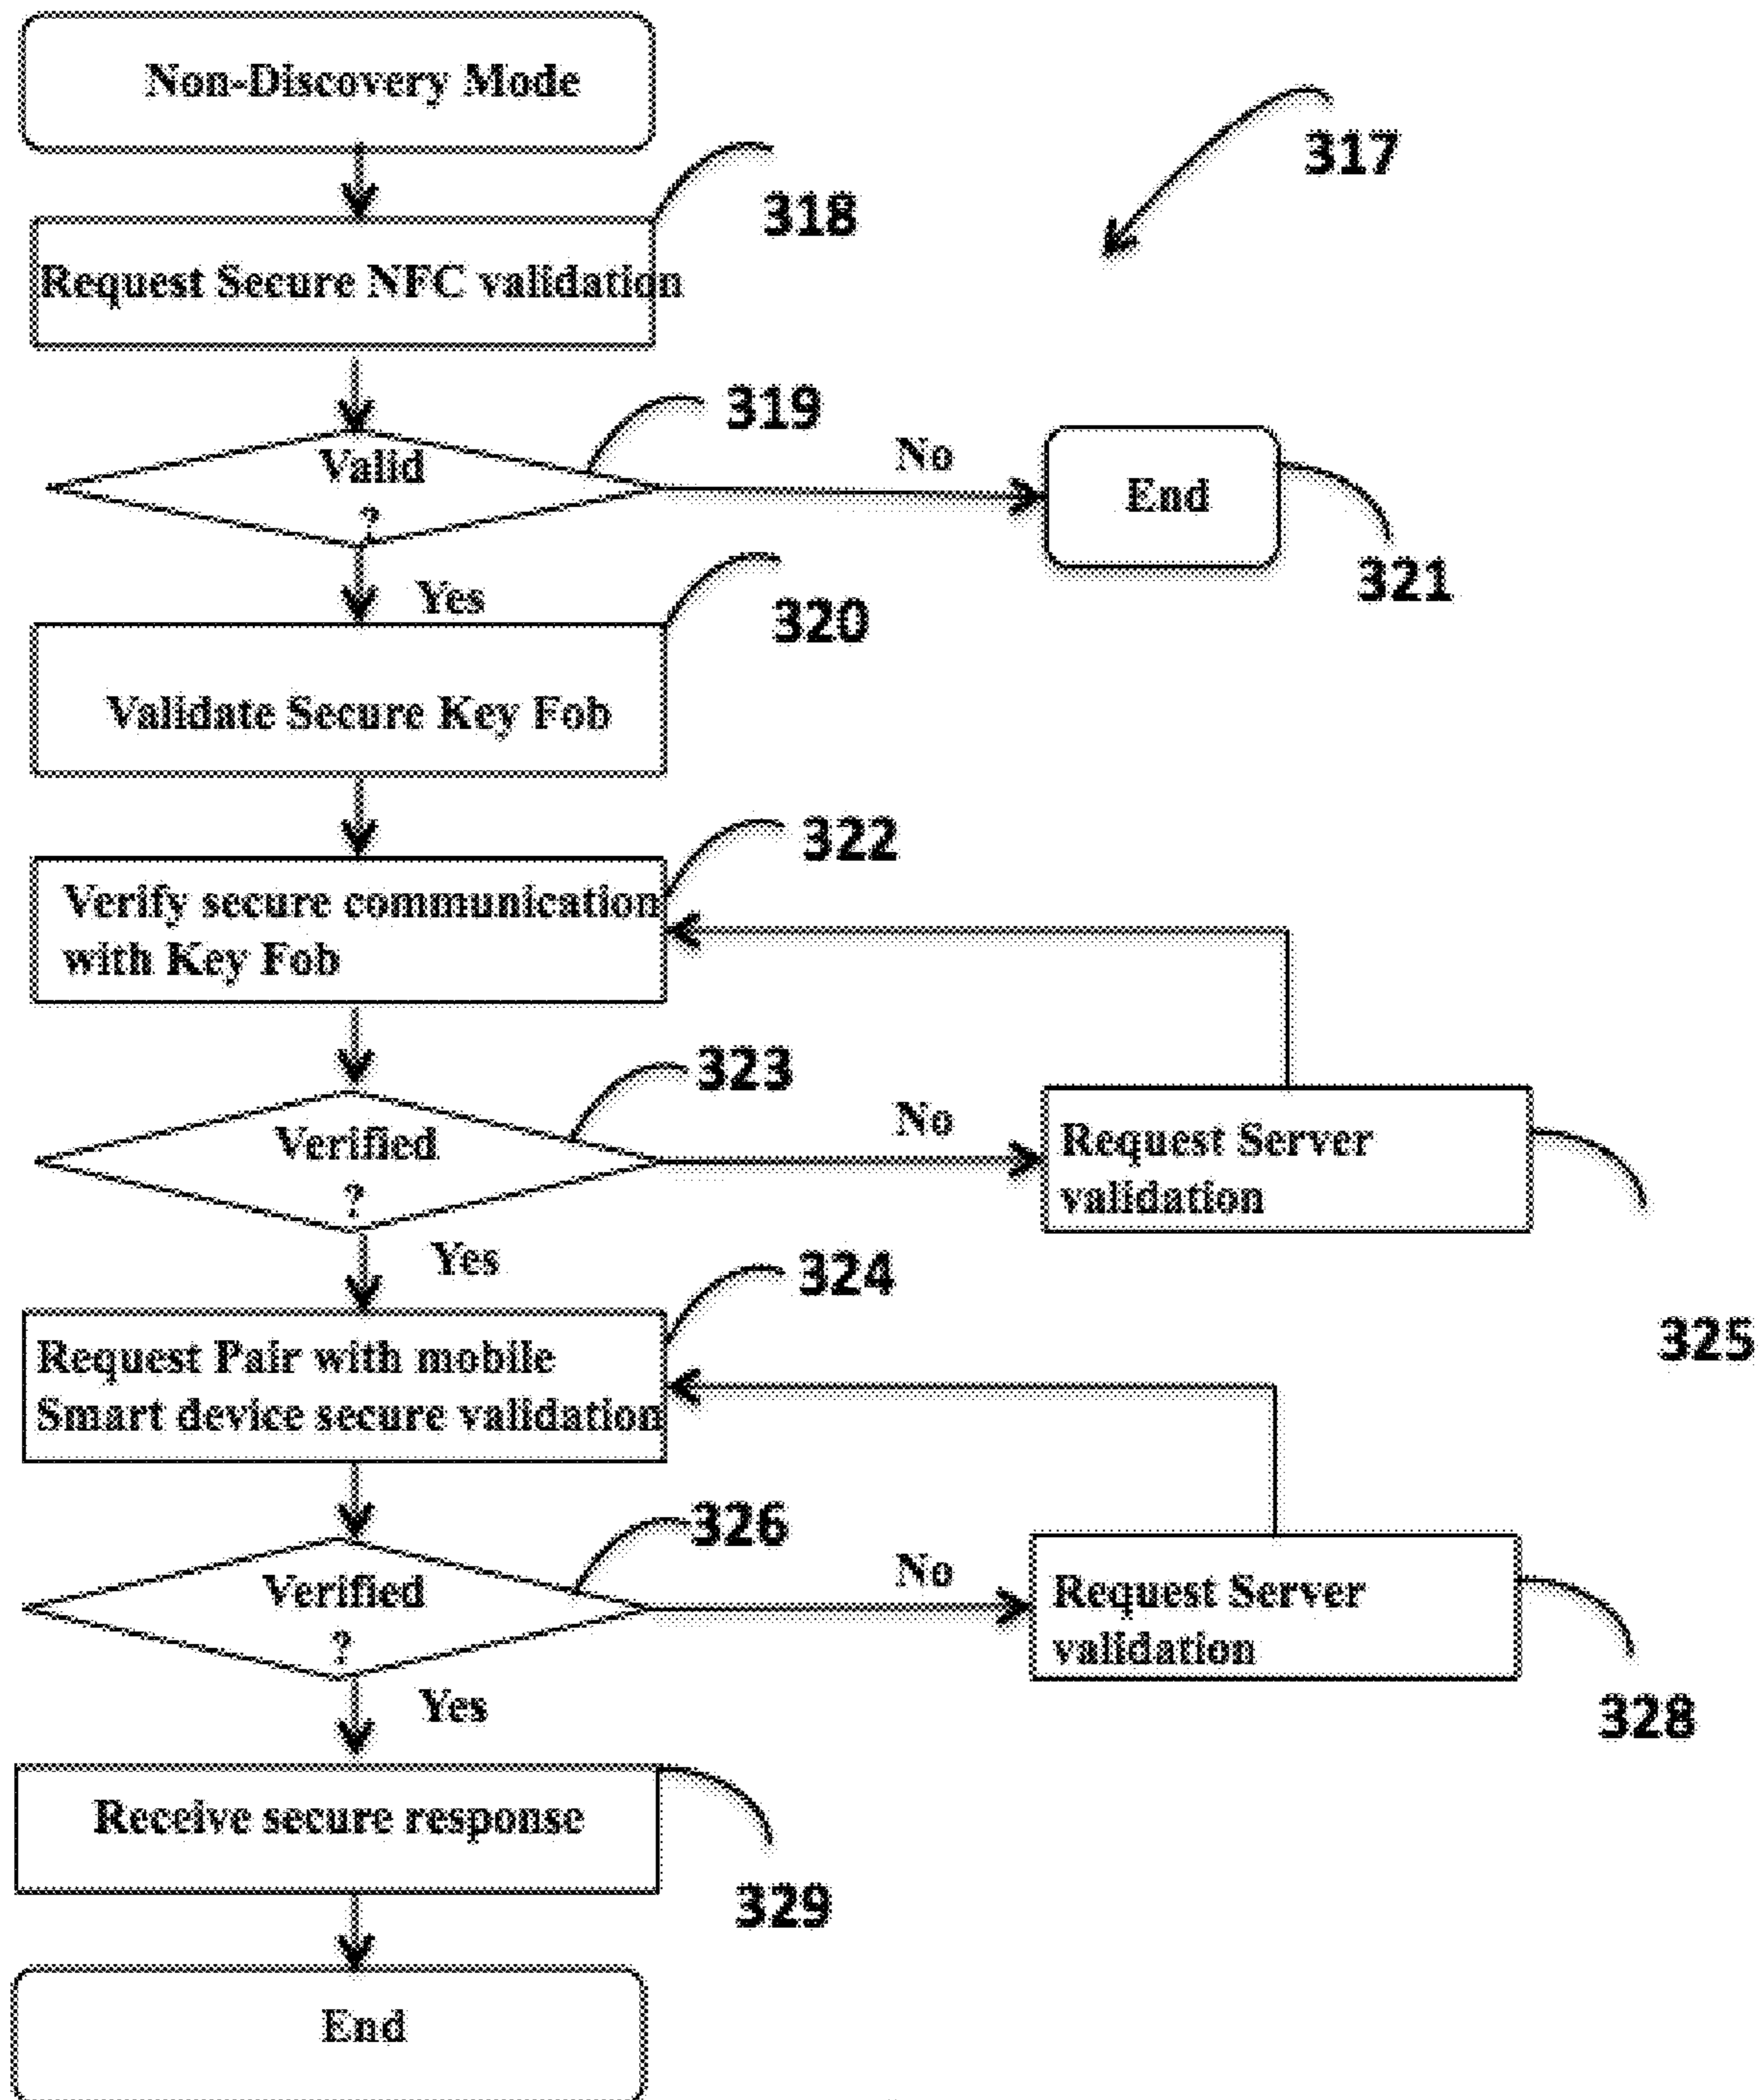 Non-Discovery Mode
317
318
Request Secure NFC validation
319
Valid
?
No
End
321
Yes
320
Validate Secure Key Fob
322
Verify secure communication
with Key Fob
323
Verified
?
No
Request Server
validation
325
Yes
324
Request Pair with mobile
Smart device secure validation
326
Verified
?
No
Request Server
validation
328
Yes
Receive secure response
329
End